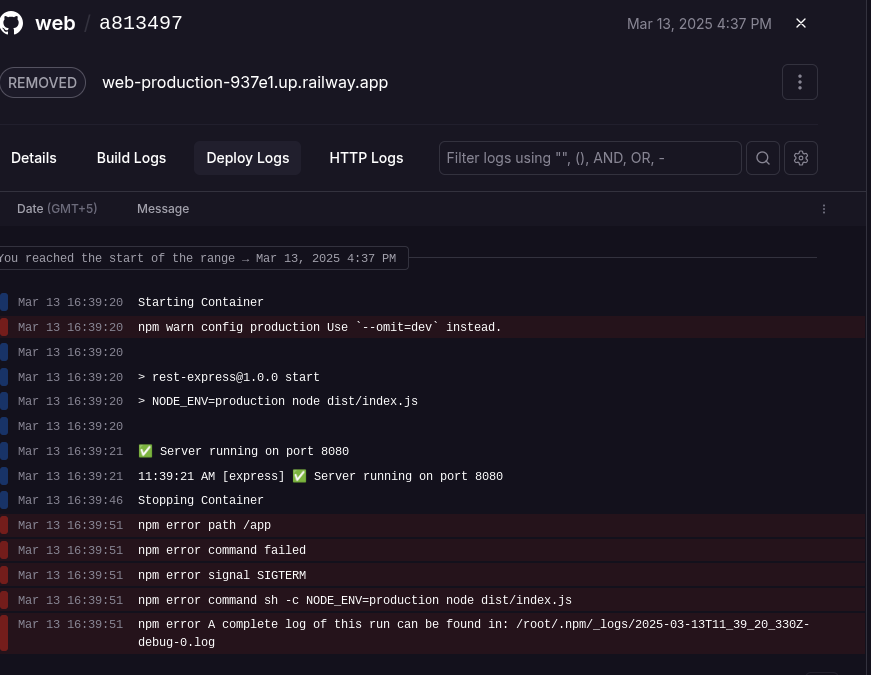 web / a813497
Mar 13, 2025 4:37 PM
REMOVED
web-production-937e1.up.railway.app
Details
Build Logs
Deploy Logs
HTTP Logs
Filter logs using "", (), AND, OR, -
Date (GMT+5)
Message
You reached the start of the range → Mar 13, 2025 4:37 PM
Mar 13 16:39:20 Starting Container
Mar 13 16:39:20 npm warn config production Use `--omit=dev` instead.
Mar 13 16:39:20
Mar 13 16:39:20 > rest-express@1.0.0 start
Mar 13 16:39:20 > NODE_ENV=production node dist/index.js
Mar 13 16:39:20
Mar 13 16:39:21 ✅ Server running on port 8080
Mar 13 16:39:21 11:39:21 AM [express] ✅ Server running on port 8080
Mar 13 16:39:46 Stopping Container
Mar 13 16:39:51 npm error path /app
Mar 13 16:39:51 npm error command failed
Mar 13 16:39:51 npm error signal SIGTERM
Mar 13 16:39:51 npm error command sh -c NODE_ENV=production node dist/index.js
Mar 13 16:39:51 npm error A complete log of this run can be found in: /root/.npm/_logs/2025-03-13T11_39_20_330Z-
debug-0.log